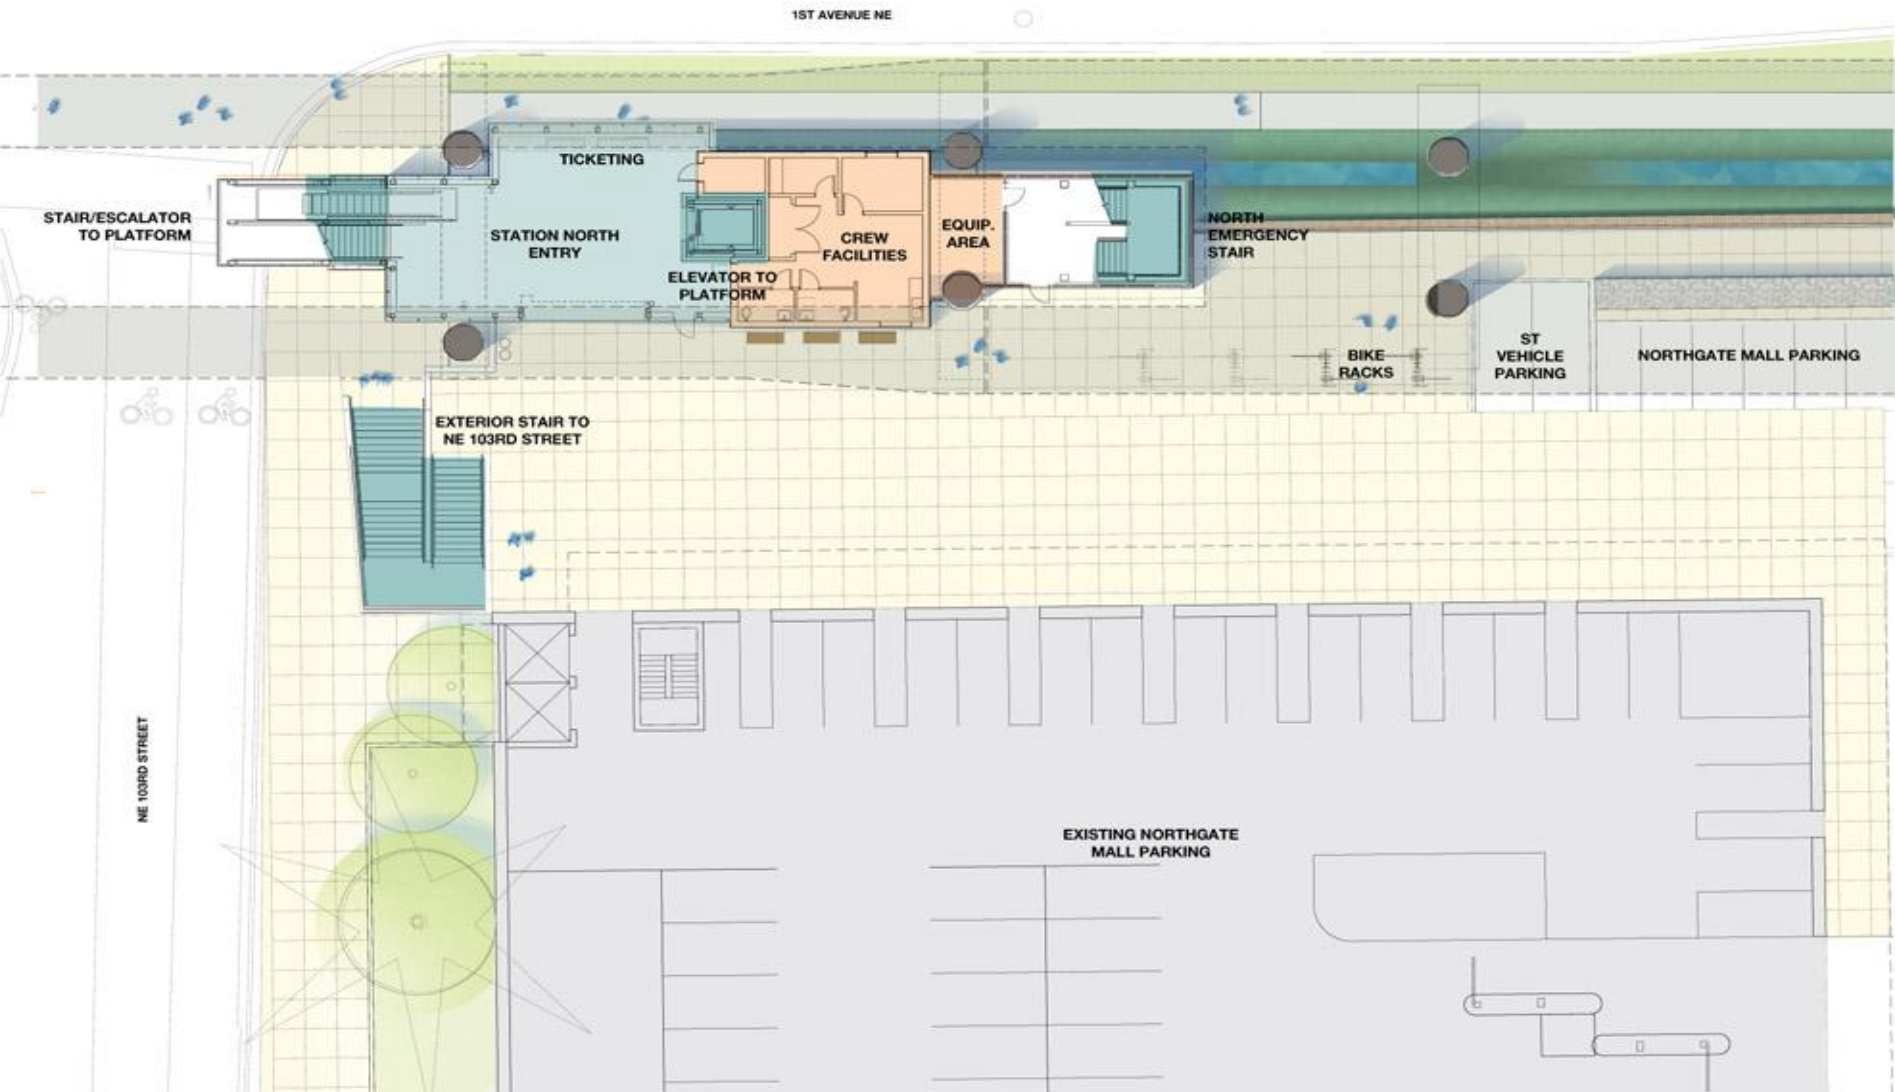 1ST AVENUE NE
TICKETING
STAIR/ESCALATOR
TO PLATFORM
STATION NORTH
ENTRY
CREW
FACILITIES
EQUIP.
AREA
NORTH
EMERGENCY
STAIR
ELEVATOR TO
PLATFORM
BIKE
RACKS
ST
VEHICLE
PARKING
NORTHGATE MALL PARKING
EXTERIOR STAIR TO
NE 103RD STREET
NE 103RD STREET
EXISTING NORTHGATE
MALL PARKING